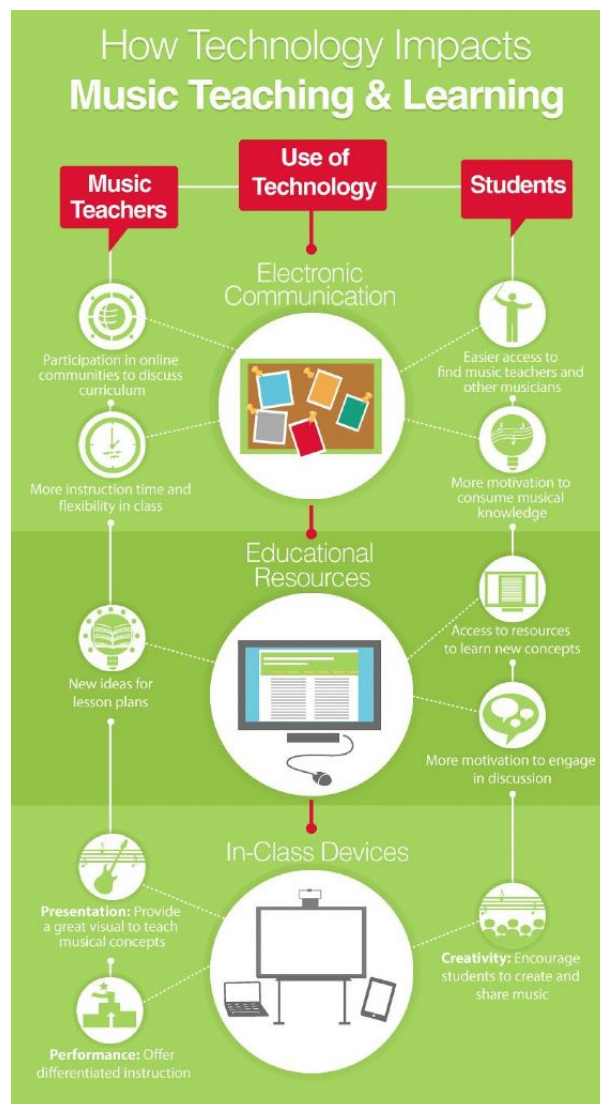 How Technology Impacts
Music Teaching & Learning
Music
Teachers
Use of
Technology
Students
Electronic
Communication
Participation in online
communities to discuss
curriculum
More instruction time and
flexibility in class
Easier access to
find music teachers and
other musicians
More motivation to
consume musical
knowledge
Educational
Resources
New ideas for
lesson plans
Access to resources
to learn new concepts
More motivation to engage
in discussion
In-Class Devices
Presentation: Provide
a great visual to teach
musical concepts
Performance: Offer
differentiated instruction
Creativity: Encourage
students to create and
share music